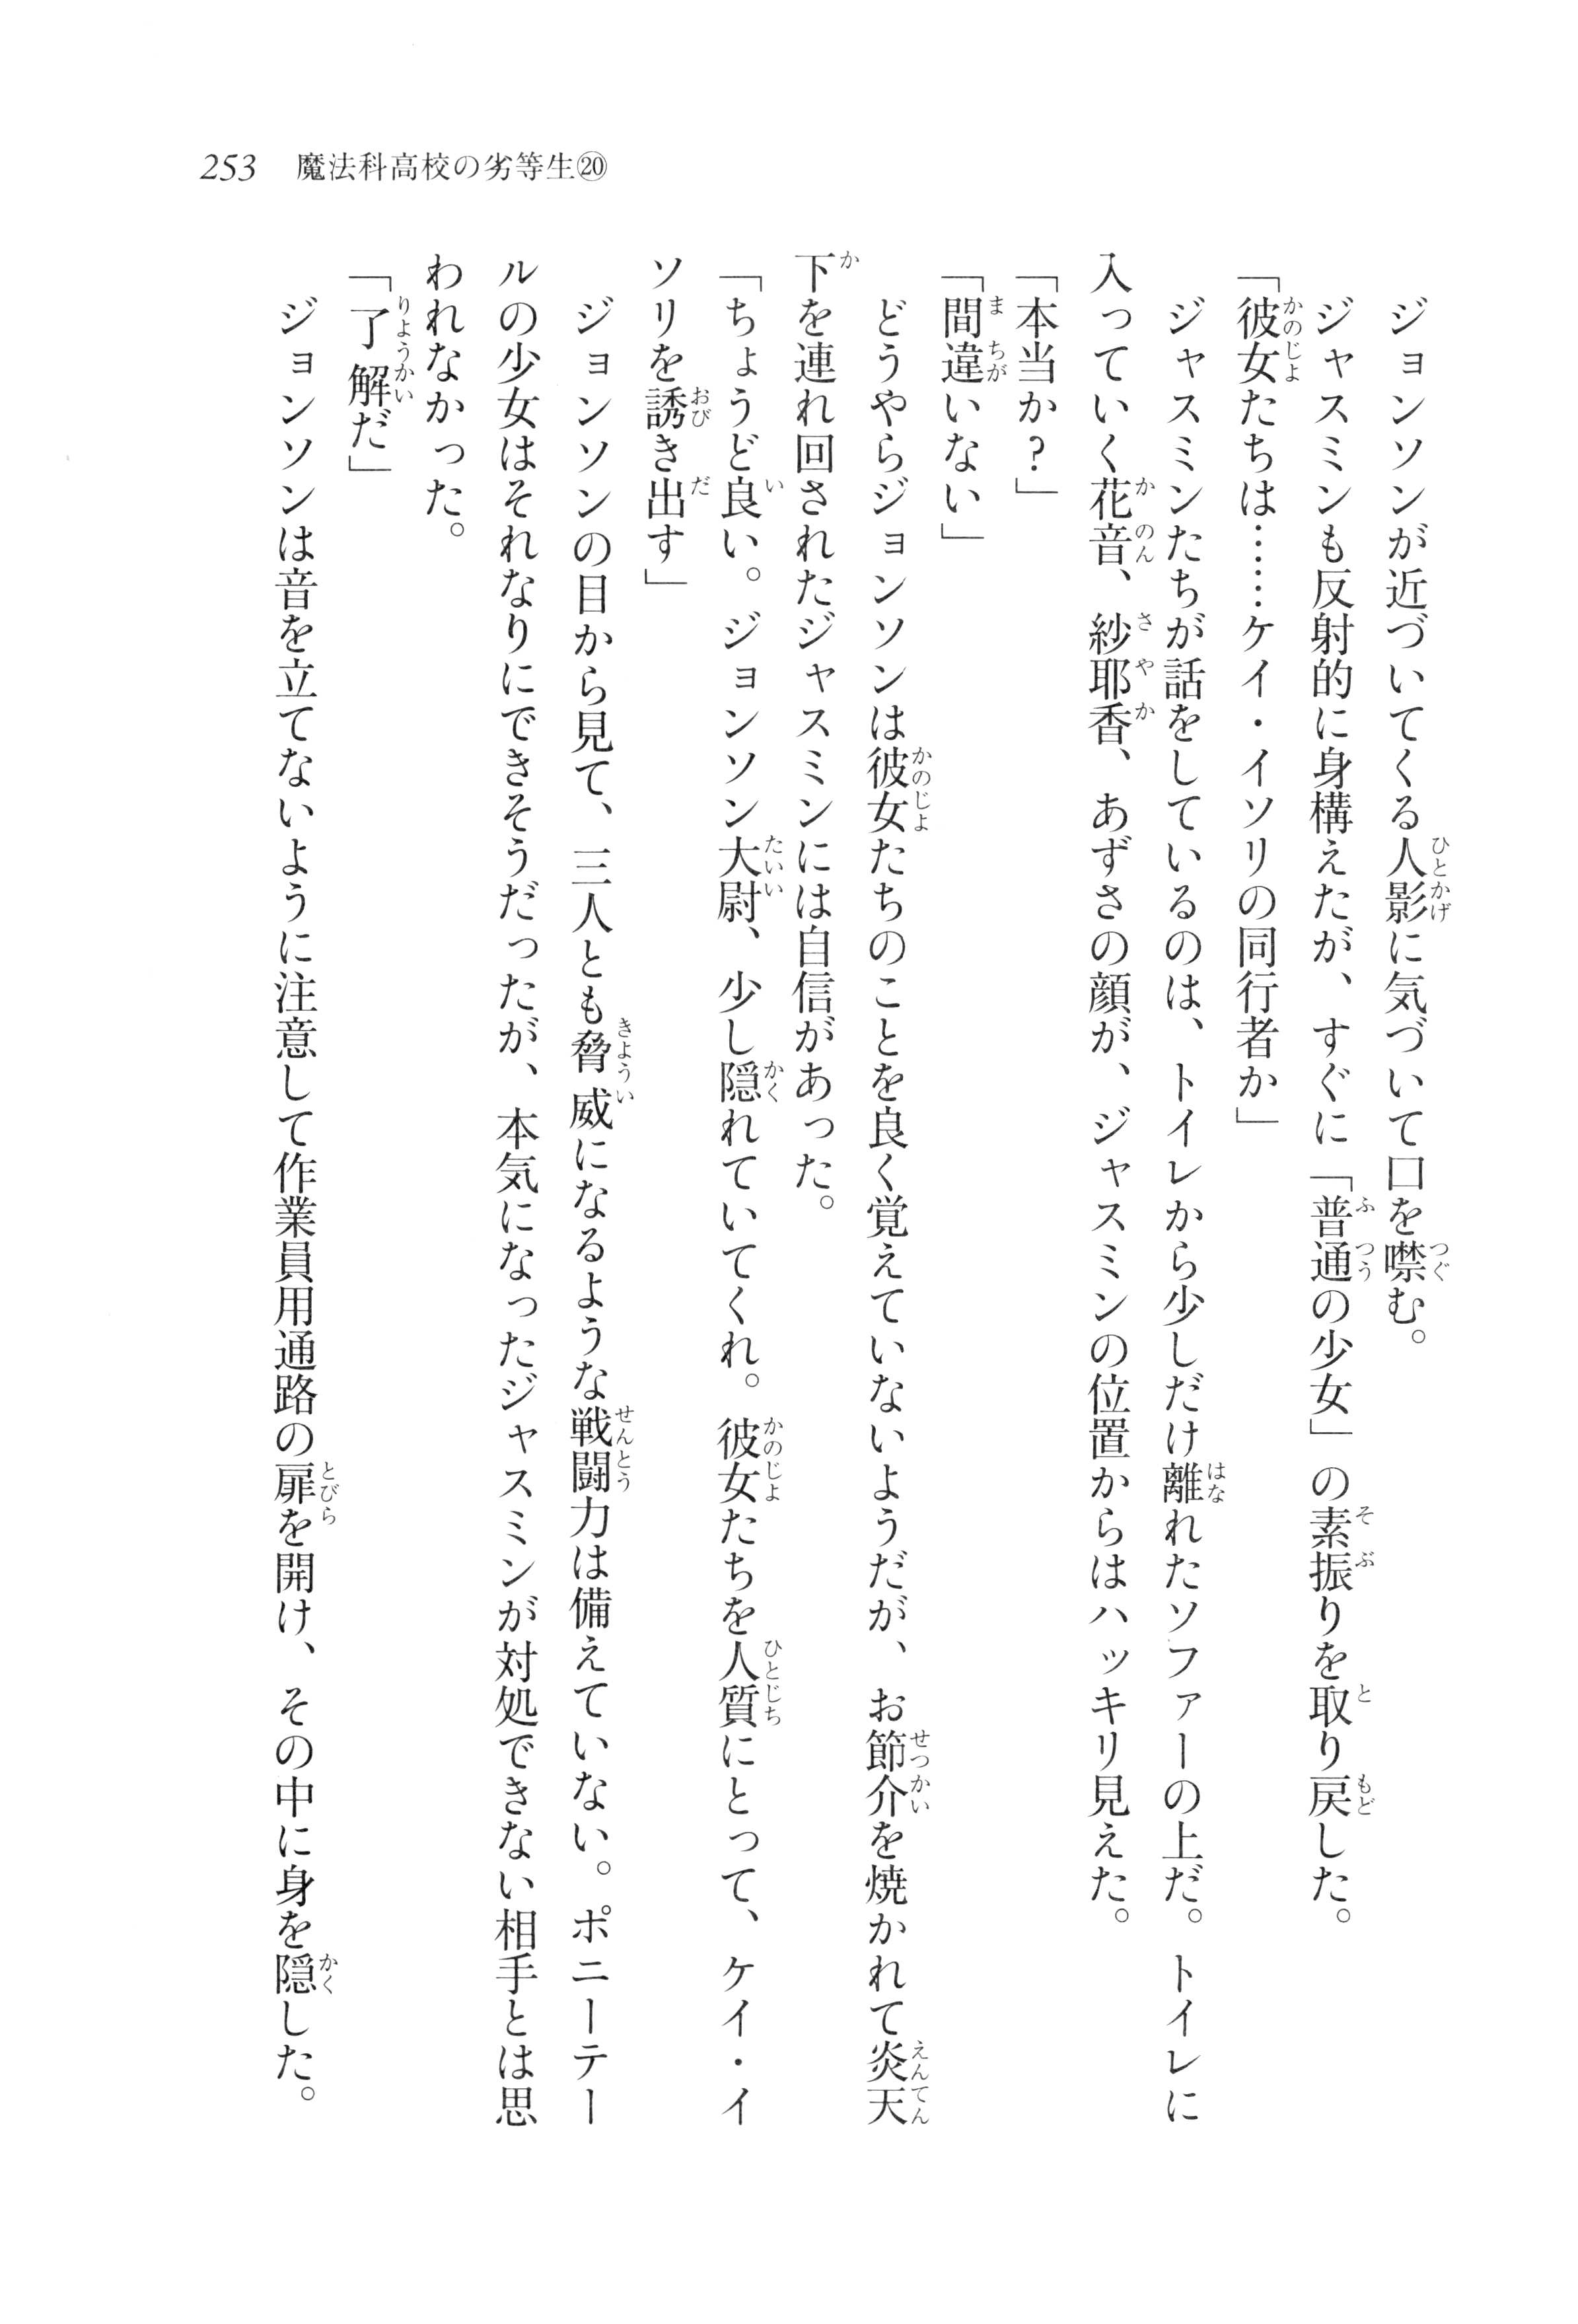 253 魔法科高校の劣等生⑳
　ジョンソンが近づいてくる人影に気づいて口を噤む。
　ジャスミンも反射的に身構えたが、すぐに「普通の少女」の素振りを取り戻した。
「彼女たちは……ケイ・イソリの同行者か」
　ジャスミンたちが話をしているのは、トイレから少しだけ離れたソファーの上だ。トイレに
入っていく花音、紗耶香、あずさの顔が、ジャスミンの位置からはハッキリ見えた。
「本当か？」
「間違いない」
　どうやらジョンソンは彼女たちのことを良く覚えていないようだが、お節介を焼かれて炎天
下を連れ回されたジャスミンには自信があった。
「ちょうど良い。ジョンソン大尉、少し隠れていてくれ。彼女たちを人質にとって、ケイ・イ
ソリを誘き出す」
　ジョンソンの目から見て、三人とも脅威になるような戦闘力は備えていない。ポニーテー
ルの少女はそれなりにできそうだったが、本気になったジャスミンが対処できない相手とは思
われなかった。
「了解だ」
　ジョンソンは音を立てないように注意して作業員用通路の扉を開け、その中に身を隠した。